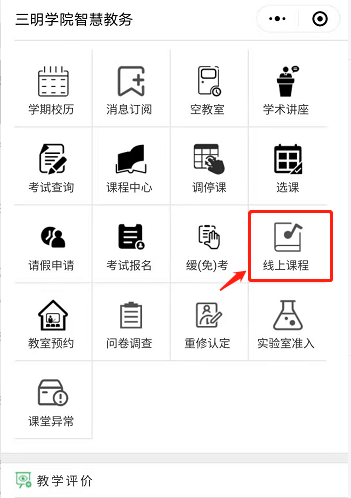 三明学院智慧教务
学期校历 消息订阅 空教室 学术讲座
考试查询 课程中心 调停课 选课
请假申请 考试报名 缓(免)考 线上课程
教室预约 问卷调查 重修认定 实验室准入
课堂异常
教学评价